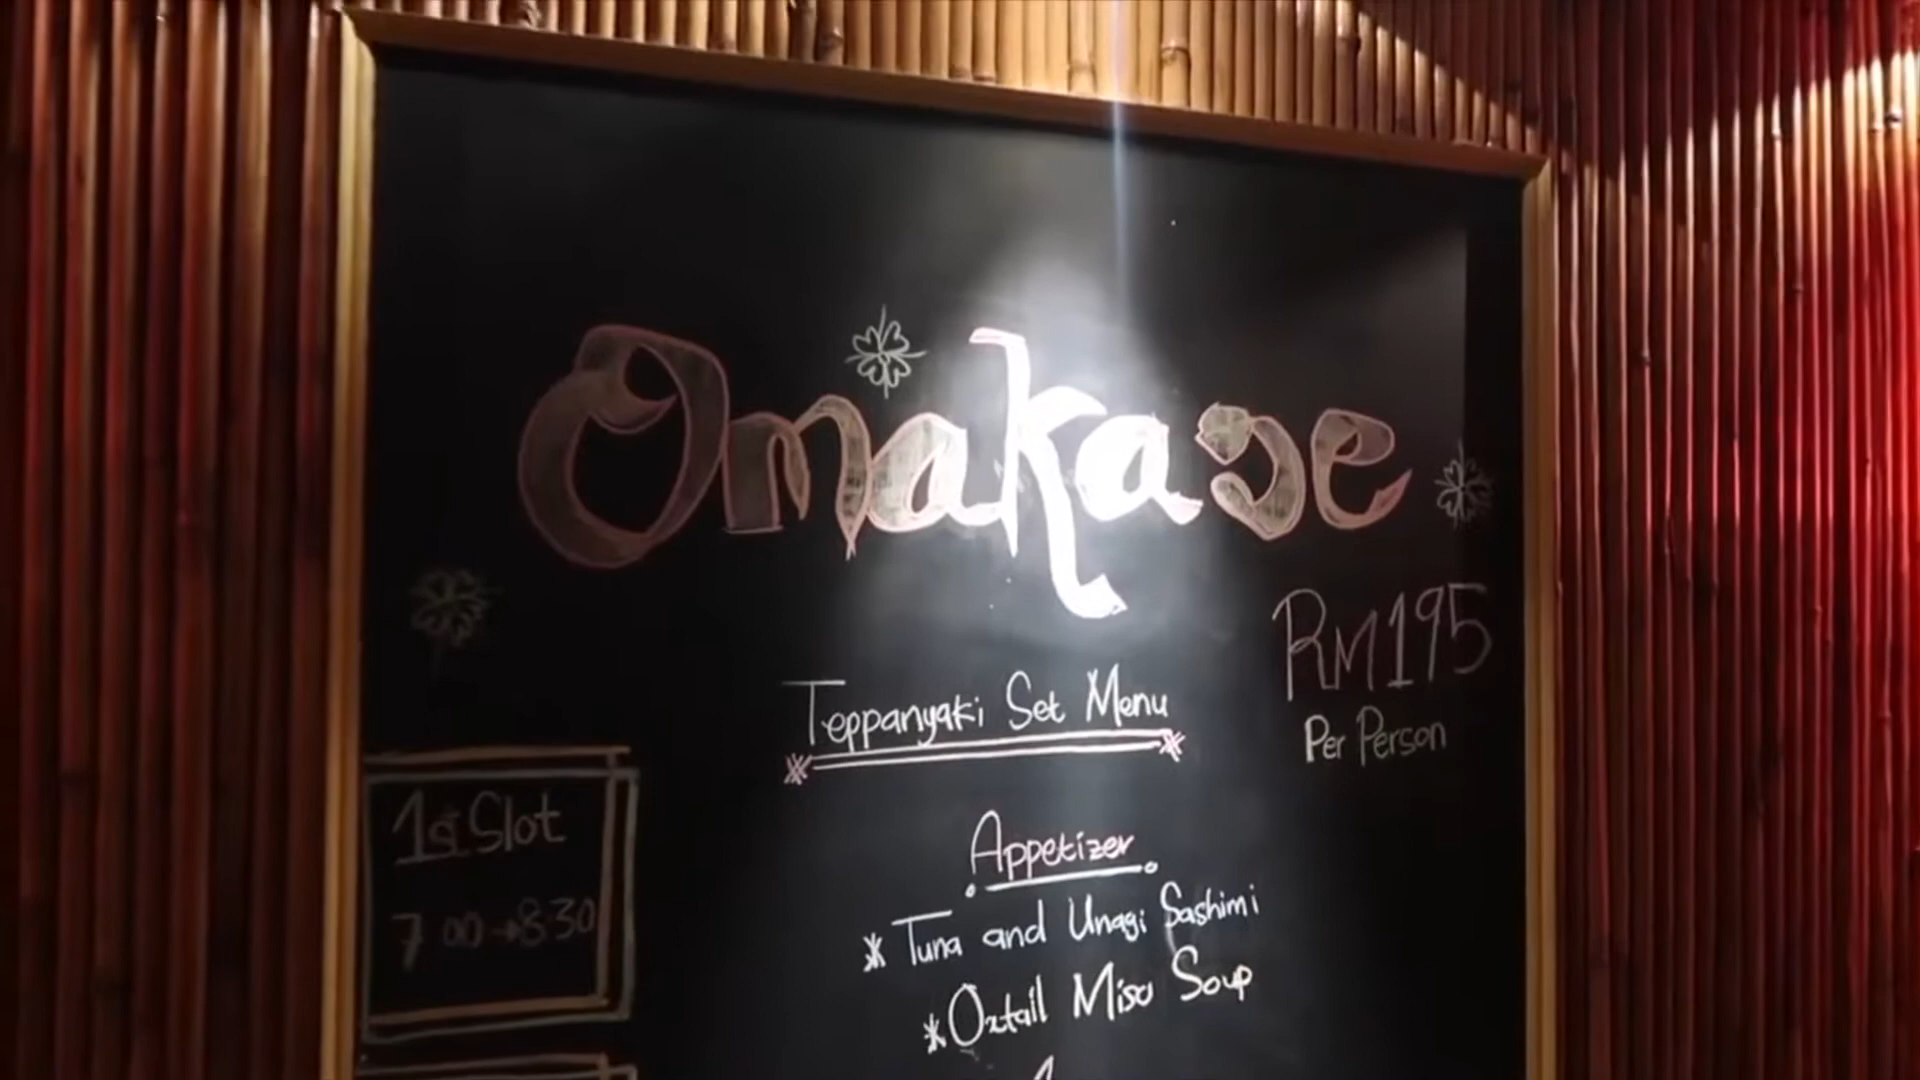 Omakase
RM195
Per Person
Teppanyaki Set Menu
1st Slot
7 00→8:30
Appetizer
* Tuna and Unagi Sashimi
* Oxtail Miso Soup